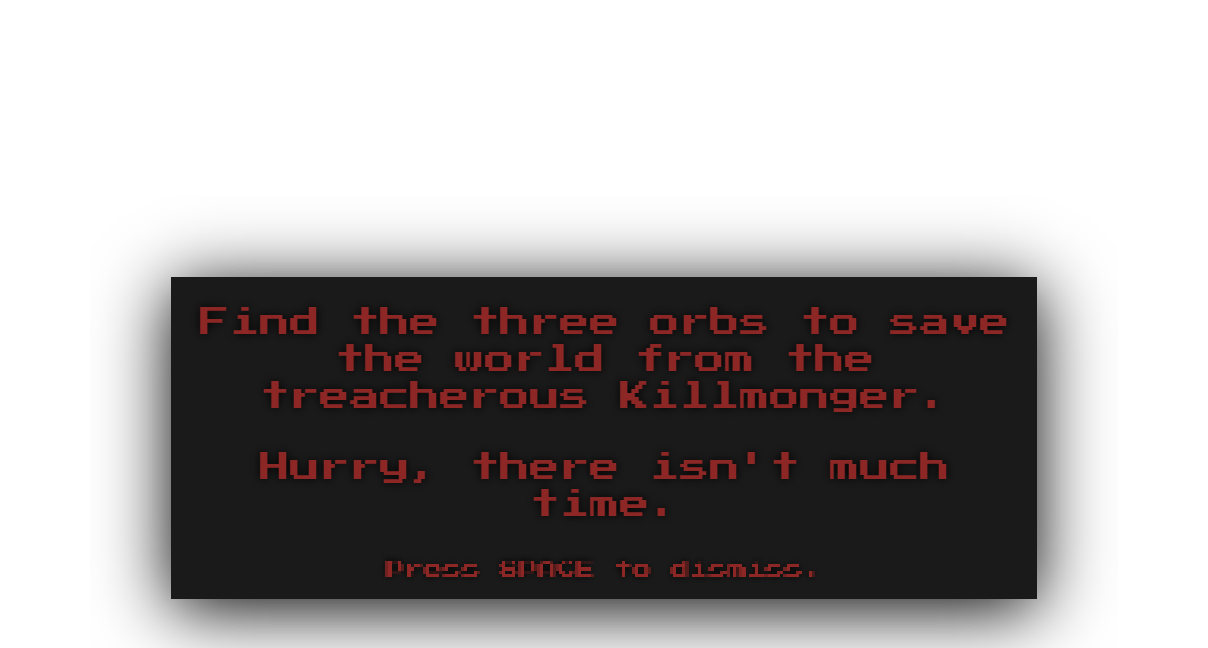 Find the three orbs to save
the world from the
treacherous Killmonger.
Hurry, there isn't much
time.
Press SPACE to dismiss.